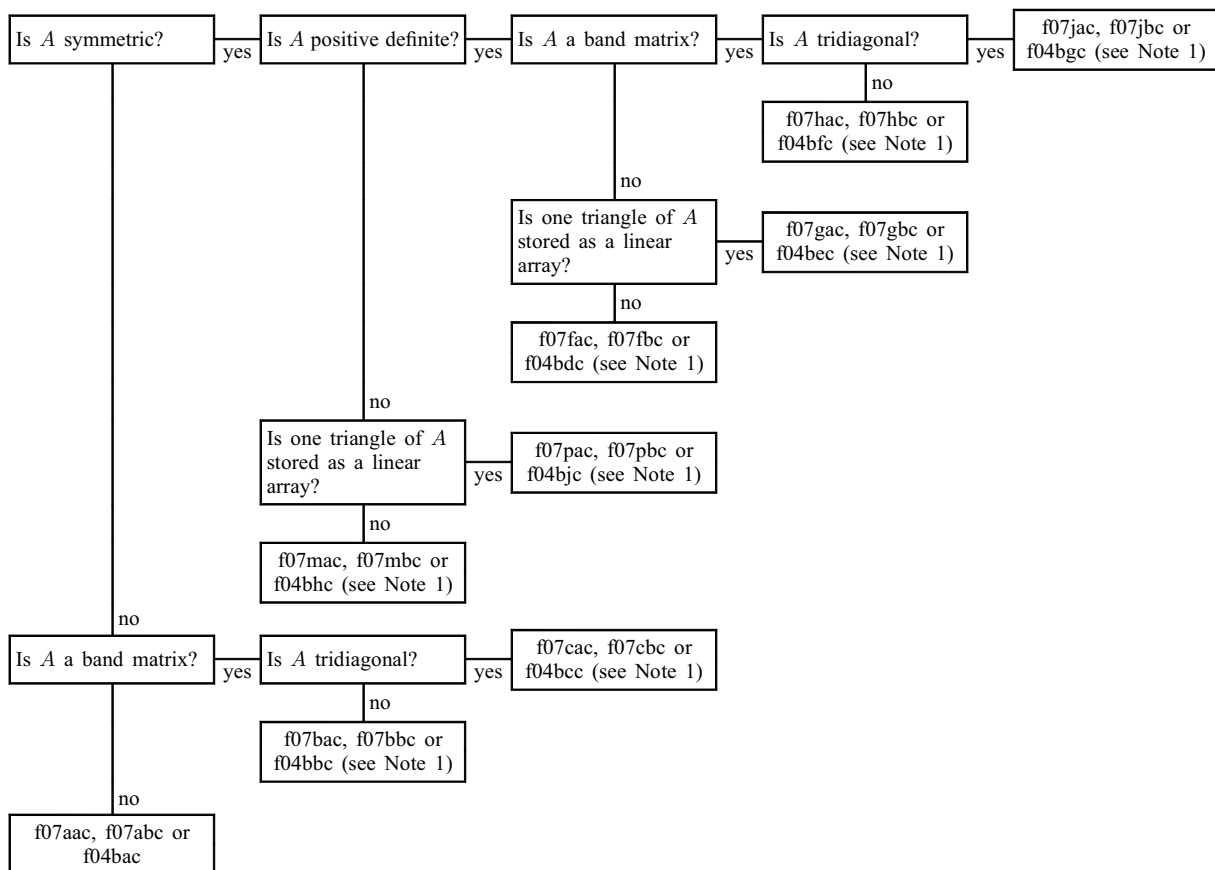 Is A symmetric?
yes
Is A positive definite?
yes
Is A a band matrix?
yes
Is A tridiagonal?
yes
f07jac, f07jbc or
f04bgc (see Note 1)
no
f07hac, f07hbc or
f04bfc (see Note 1)
no
Is one triangle of A
stored as a linear
array?
yes
f07gac, f07gbc or
f04bec (see Note 1)
no
f07fac, f07fbc or
f04bdc (see Note 1)
no
Is one triangle of A
stored as a linear
array?
yes
f07pac, f07pbc or
f04bjc (see Note 1)
no
f07mac, f07mbc or
f04bhc (see Note 1)
no
Is A a band matrix?
yes
Is A tridiagonal?
yes
f07cac, f07cbc or
f04bcc (see Note 1)
no
f07bac, f07bbc or
f04bbc (see Note 1)
no
f07aac, f07abc or
f04bac